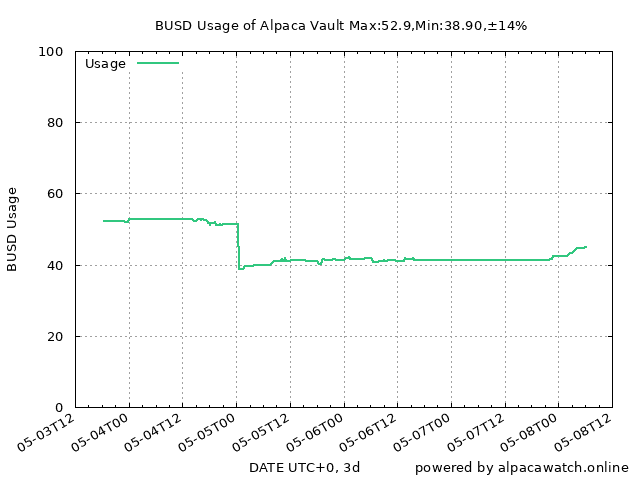 BUSD Usage of Alpaca Vault Max:52.9,Min:38.90,±14%
100
Usage
80
60
BUSD Usage
40
20
0
05-03T12
05-04T00
05-04T12
05-05T00
05-05T12
05-06T00
05-06T12
05-07T00
05-07T12
05-08T00
05-08T12
DATE UTC+0, 3d
powered by alpacawatch.online